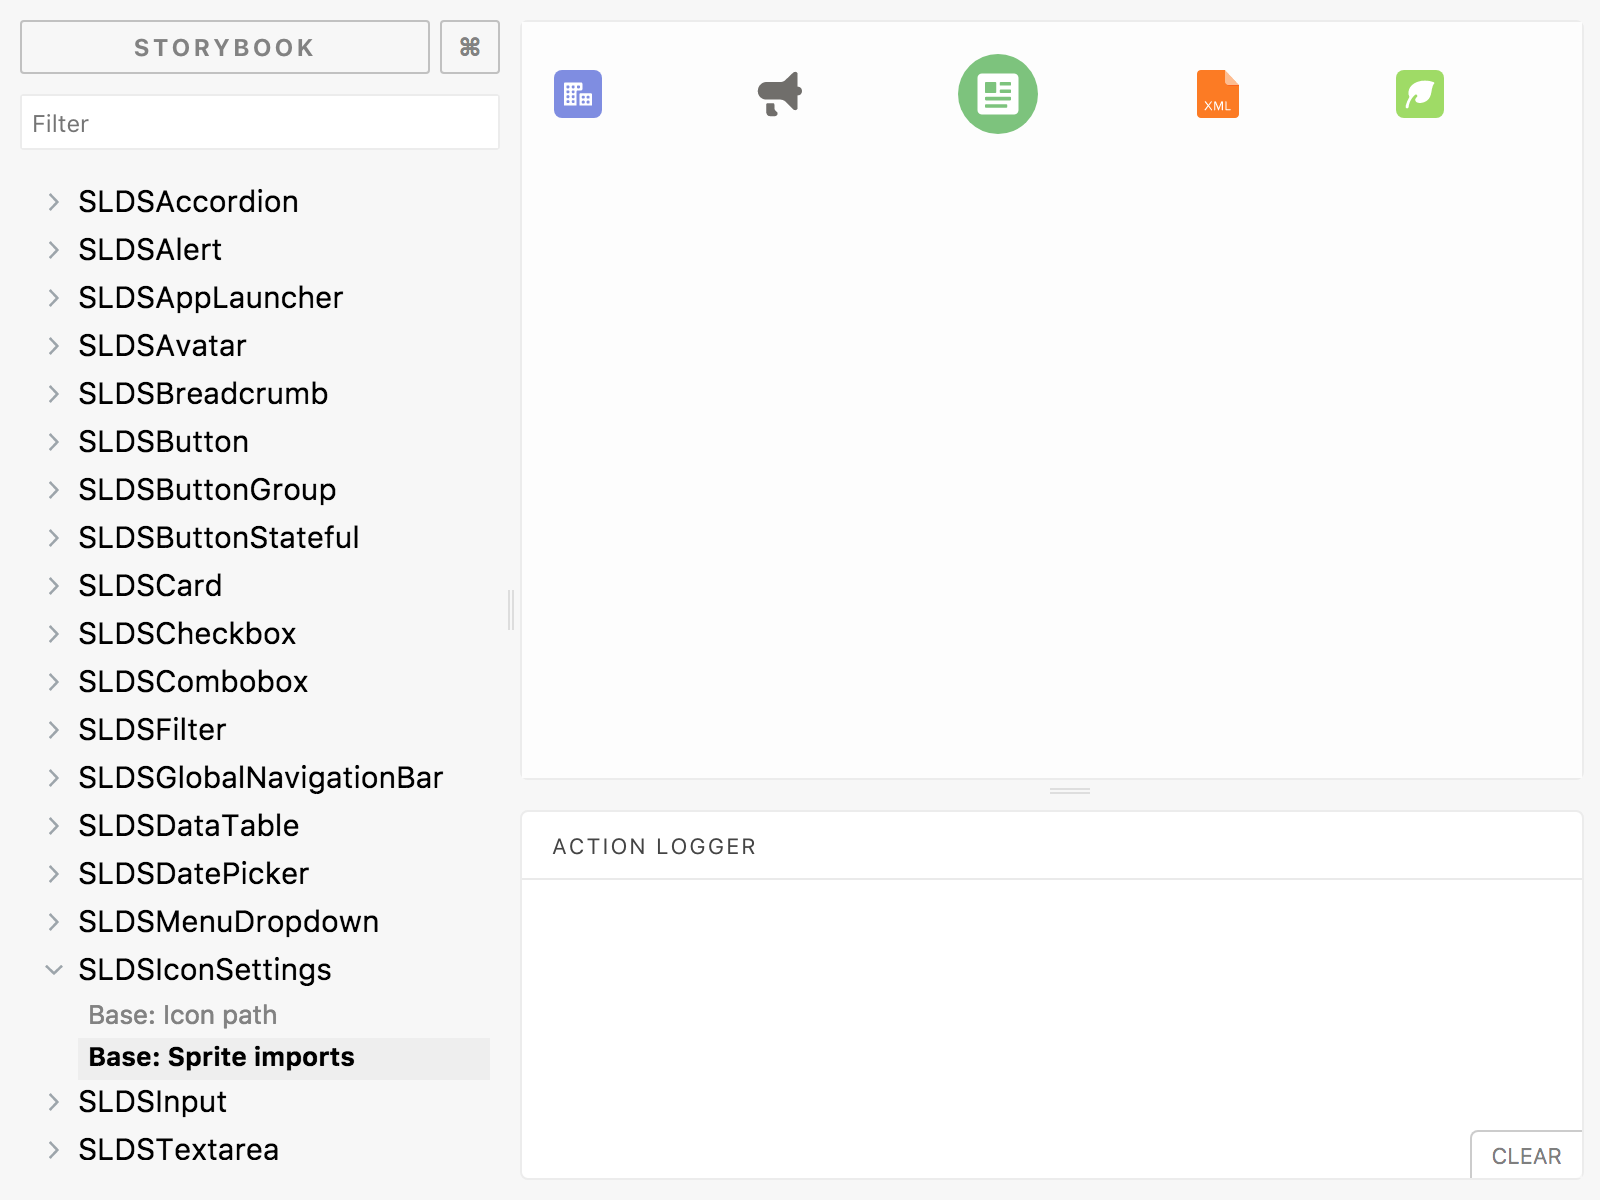 STORYBOOK
⌘
Filter
SLDSAccordion
SLDSAlert
SLDSAppLauncher
SLDSAvatar
SLDSBreadcrumb
SLDSButton
SLDSButtonGroup
SLDSButtonStateful
SLDSCard
SLDSCheckbox
SLDSCombobox
SLDSFilter
SLDSGlobalNavigationBar
SLDSDataTable
SLDSDatePicker
SLDSMenuDropdown
SLDSIconSettings
Base: Icon path
Base: Sprite imports
SLDSInput
SLDSTextarea
XML
ACTION LOGGER
CLEAR